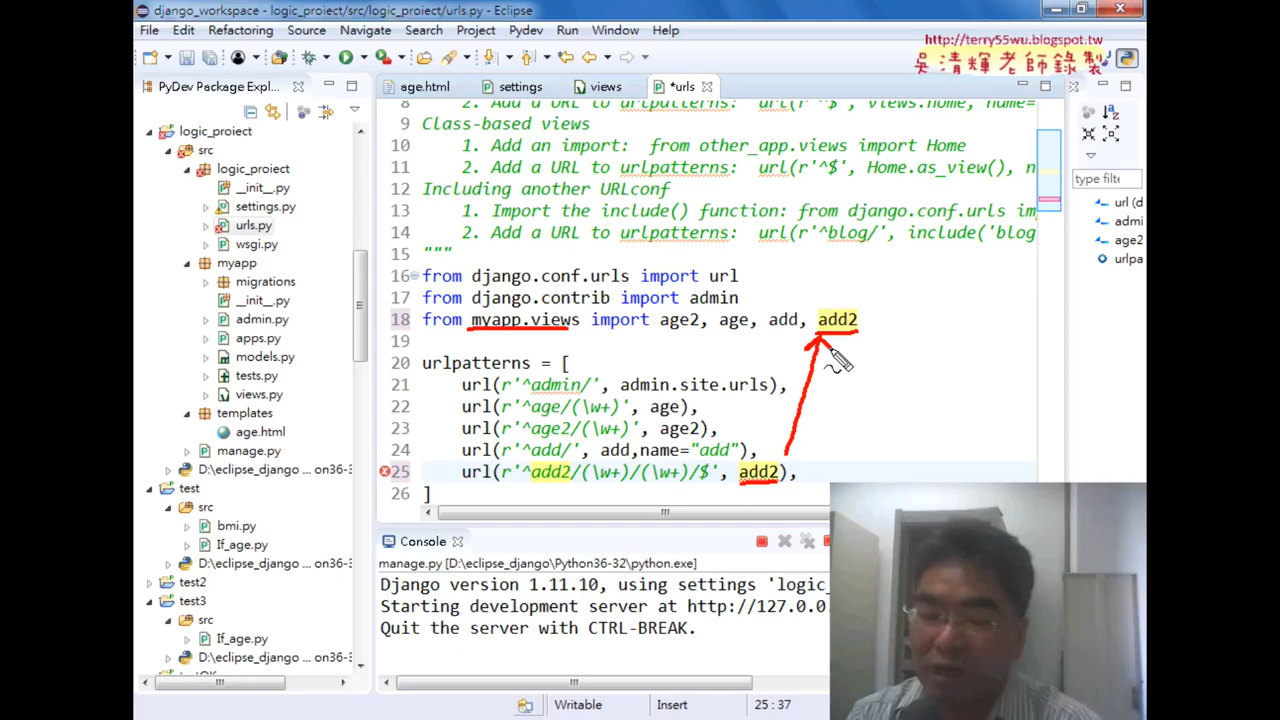 django_workspace - logic_proiect/src/logic_proiect/urls.py - Eclipse
File Edit Refactoring Source Navigate Search Project Pydev Run Window Help
http://terry55wu.blogspot.tw
吳清輝老師錄製
PyDev Package Expl...
age.html
settings
views
*urls
logic_proiect
src
logic_proiect
__init__.py
settings.py
urls.py
wsgi.py
myapp
migrations
__init__.py
admin.py
apps.py
models.py
tests.py
views.py
templates
age.html
manage.py
D:\eclipse_django on36-3
test
src
bmi.py
If_age.py
D:\eclipse_django on36-3
test2
test3
src
If_age.py
D:\eclipse_django on36-3
8 2. Add a URL to urlpatterns: url(r'^$', views.home, name=
9 Class-based views
10 1. Add an import: from other_app.views import Home
11 2. Add a URL to urlpatterns: url(r'^$', Home.as_view(), n
12 Including another URLconf
13 1. Import the include() function: from django.conf.urls im
14 2. Add a URL to urlpatterns: url(r'^blog/', include('blog
15 """
16 from django.conf.urls import url
17 from django.contrib import admin
18 from myapp.views import age2, age, add, add2
19
20 urlpatterns = [
21 url(r'^admin/', admin.site.urls),
22 url(r'^age/(\w+)', age),
23 url(r'^age2/(\w+)', age2),
24 url(r'^add/', add,name="add"),
25 url(r'^add2/(\w+)/(\w+)/$', add2),
26 ]
type filte
url (d
admi
age2
urlpa
Console
manage.py [D:\eclipse_django\Python36-32\python.exe]
Django version 1.11.10, using settings 'logic_
Starting development server at http://127.0.0.
Quit the server with CTRL-BREAK.
Writable
Insert
25 : 37